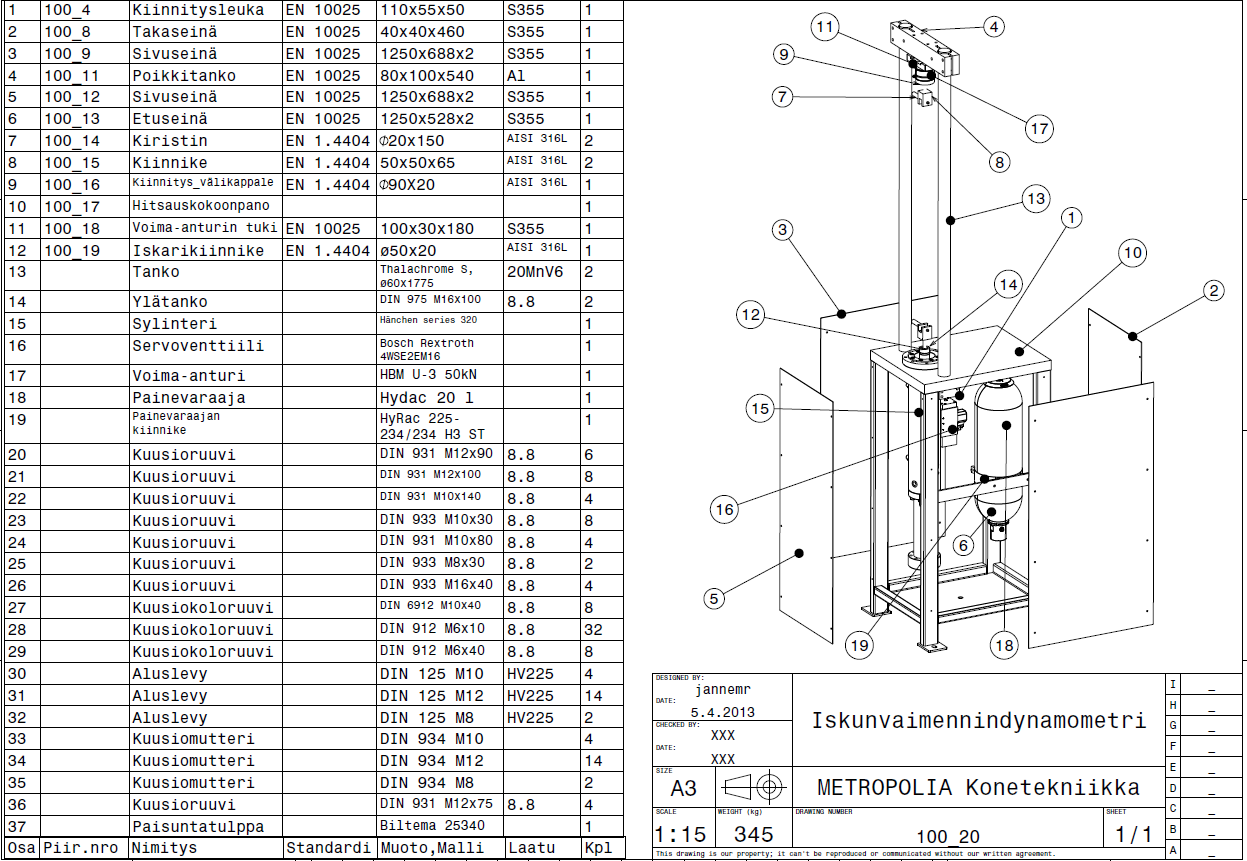 1 100_4 Kiinnitysleuka EN 10025 110x55x50 S355 1
2 100_8 Takaseinä EN 10025 40x40x460 S355 1
3 100_9 Sivuseinä EN 10025 1250x688x2 S355 1
4 100_11 Poikkitanko EN 10025 80x100x540 Al 1
5 100_12 Sivuseinä EN 10025 1250x688x2 S355 1
6 100_13 Etuseinä EN 10025 1250x528x2 S355 1
7 100_14 Kiristin EN 1.4404 ∅20x150 AISI 316L 2
8 100_15 Kiinnike EN 1.4404 50x50x65 AISI 316L 2
9 100_16 Kiinnitys_välikappale EN 1.4404 ∅90X20 AISI 316L 1
10 100_17 Hitsauskokoonpano 1
11 100_18 Voima-anturin tuki EN 10025 100x30x180 S355 1
12 100_19 Iskarikiinnike EN 1.4404 ø50x20 AISI 316L 1
13 Tanko Thalachrome S, 20MnV6 2
ø60x1775
14 Ylätanko DIN 975 M16x100 8.8 2
15 Sylinteri Hänchen series 320 1
16 Servoventtiili Bosch Rextroth 1
4WSE2EM16
17 Voima-anturi HBM U-3 50kN 1
18 Painevaraaja Hydac 20 l 1
19 Painevaraajan HyRac 225- 1
kiinnike 234/234 H3 ST
20 Kuusioruuvi DIN 931 M12x90 8.8 6
21 Kuusioruuvi DIN 931 M12x100 8.8 8
22 Kuusioruuvi DIN 931 M10x140 8.8 4
23 Kuusioruuvi DIN 933 M10x30 8.8 8
24 Kuusioruuvi DIN 931 M10x80 8.8 4
25 Kuusioruuvi DIN 933 M8x30 8.8 2
26 Kuusioruuvi DIN 933 M16x40 8.8 4
27 Kuusiokoloruuvi DIN 6912 M10x40 8.8 8
28 Kuusiokoloruuvi DIN 912 M6x10 8.8 32
29 Kuusiokoloruuvi DIN 912 M6x40 8.8 8
30 Aluslevy DIN 125 M10 HV225 4
31 Aluslevy DIN 125 M12 HV225 14
32 Aluslevy DIN 125 M8 HV225 2
33 Kuusiomutteri DIN 934 M10 4
34 Kuusiomutteri DIN 934 M12 14
35 Kuusiomutteri DIN 934 M8 2
36 Kuusioruuvi DIN 931 M12x75 8.8 4
37 Paisuntatulppa Biltema 25340 1
Osa Piir.nro Nimitys Standardi Muoto,Malli Laatu Kpl
11
4
9
7
17
8
13
1
3
10
14
2
12
15
16
6
5
19
18
DESIGNED BY:
jannemr
DATE:
5.4.2013
CHECKED BY:
XXX
DATE:
XXX
Iskunvaimennindynamometri
SIZE
A3
METROPOLIA Konetekniikka
SCALE
1:15
WEIGHT (kg)
345
DRAWING NUMBER
100_20
SHEET
1/1
This drawing is our property; it can't be reproduced or communicated without our written agreement.
I _
H _
G _
F _
E _
D _
C _
B _
A _